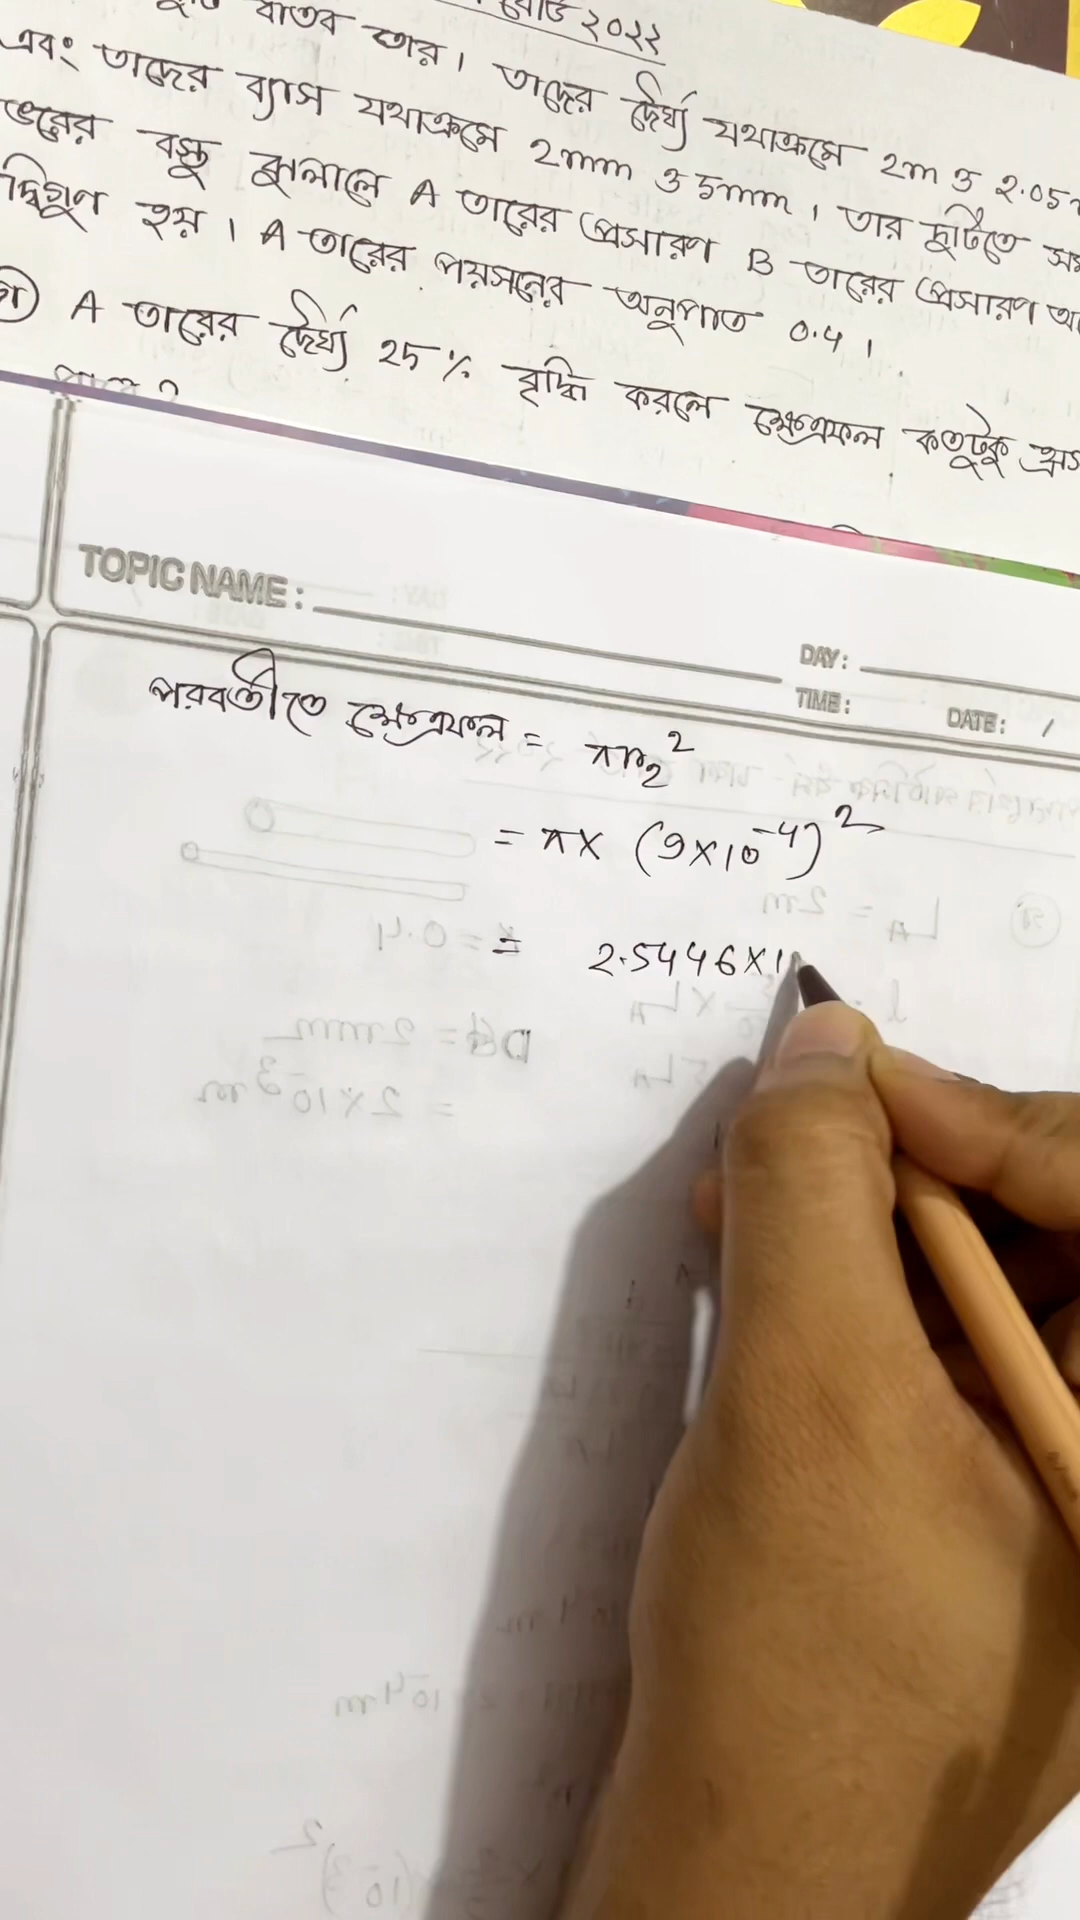 বোর্ড ২০২২
তার। তাদের দৈর্ঘ্য যথাক্রমে 2m ও 2.05
এবং তাদের ব্যাস যথাক্রমে 2mm ও 5mm। তার দুটিতে
ভরের বস্তু ঝুলালে A তারের প্রসারণ B তারের প্রসারণ
দ্বিগুণ হয়। A তারের পয়সনের অনুপাত 0.4।
গ) A তারের দৈর্ঘ্য 25% বৃদ্ধি করলে ক্ষেত্রফল কতটুকু
TOPIC NAME:
DAY:
TIME:
DATE: /
পরবর্তীতে ক্ষেত্রফল = πr₂²
= π× (9×10⁻⁴)²
= 2.5446×1